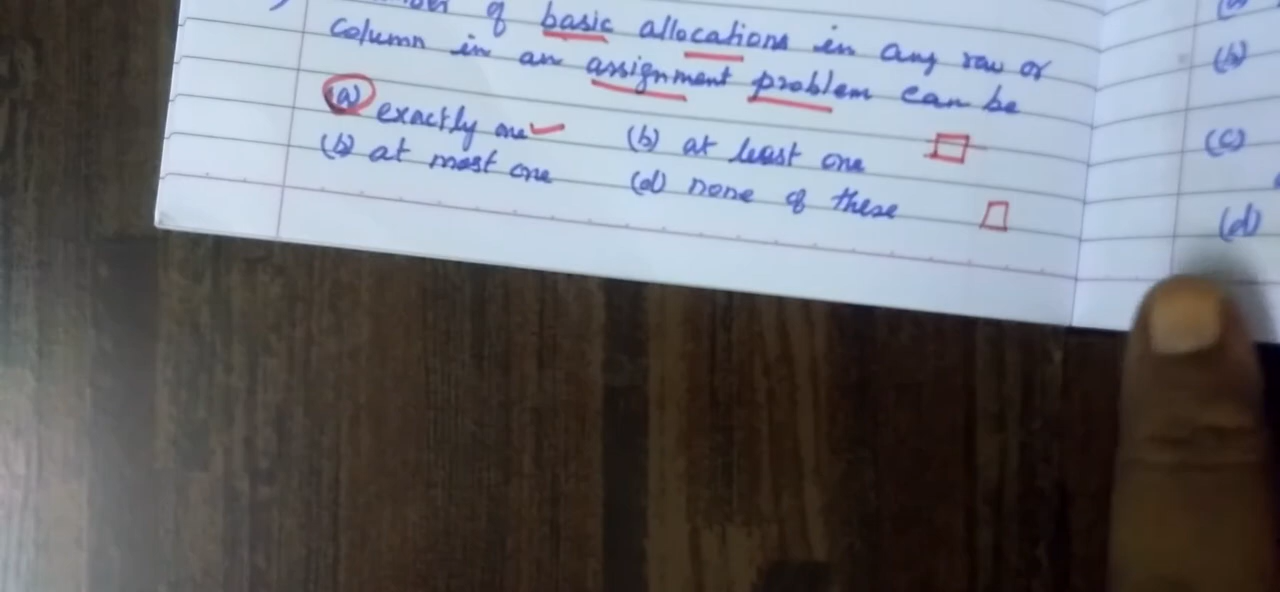 of basic allocations in any row or
column in an assignment problem can be
(a) exactly one (b) at least one
(b) at most one (d) none of these
(b)
(c)
(d)